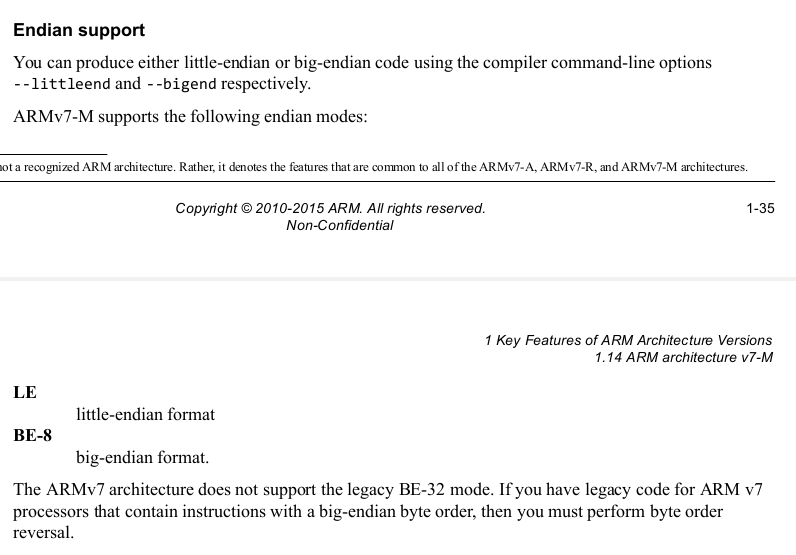 Endian support
You can produce either little-endian or big-endian code using the compiler command-line options
--littleend and --bigend respectively.
ARMv7-M supports the following endian modes:
not a recognized ARM architecture. Rather, it denotes the features that are common to all of the ARMv7-A, ARMv7-R, and ARMv7-M architectures.
Copyright © 2010-2015 ARM. All rights reserved.
1-35
Non-Confidential
1 Key Features of ARM Architecture Versions
1.14 ARM architecture v7-M
LE
little-endian format
BE-8
big-endian format.
The ARMv7 architecture does not support the legacy BE-32 mode. If you have legacy code for ARM v7
processors that contain instructions with a big-endian byte order, then you must perform byte order
reversal.